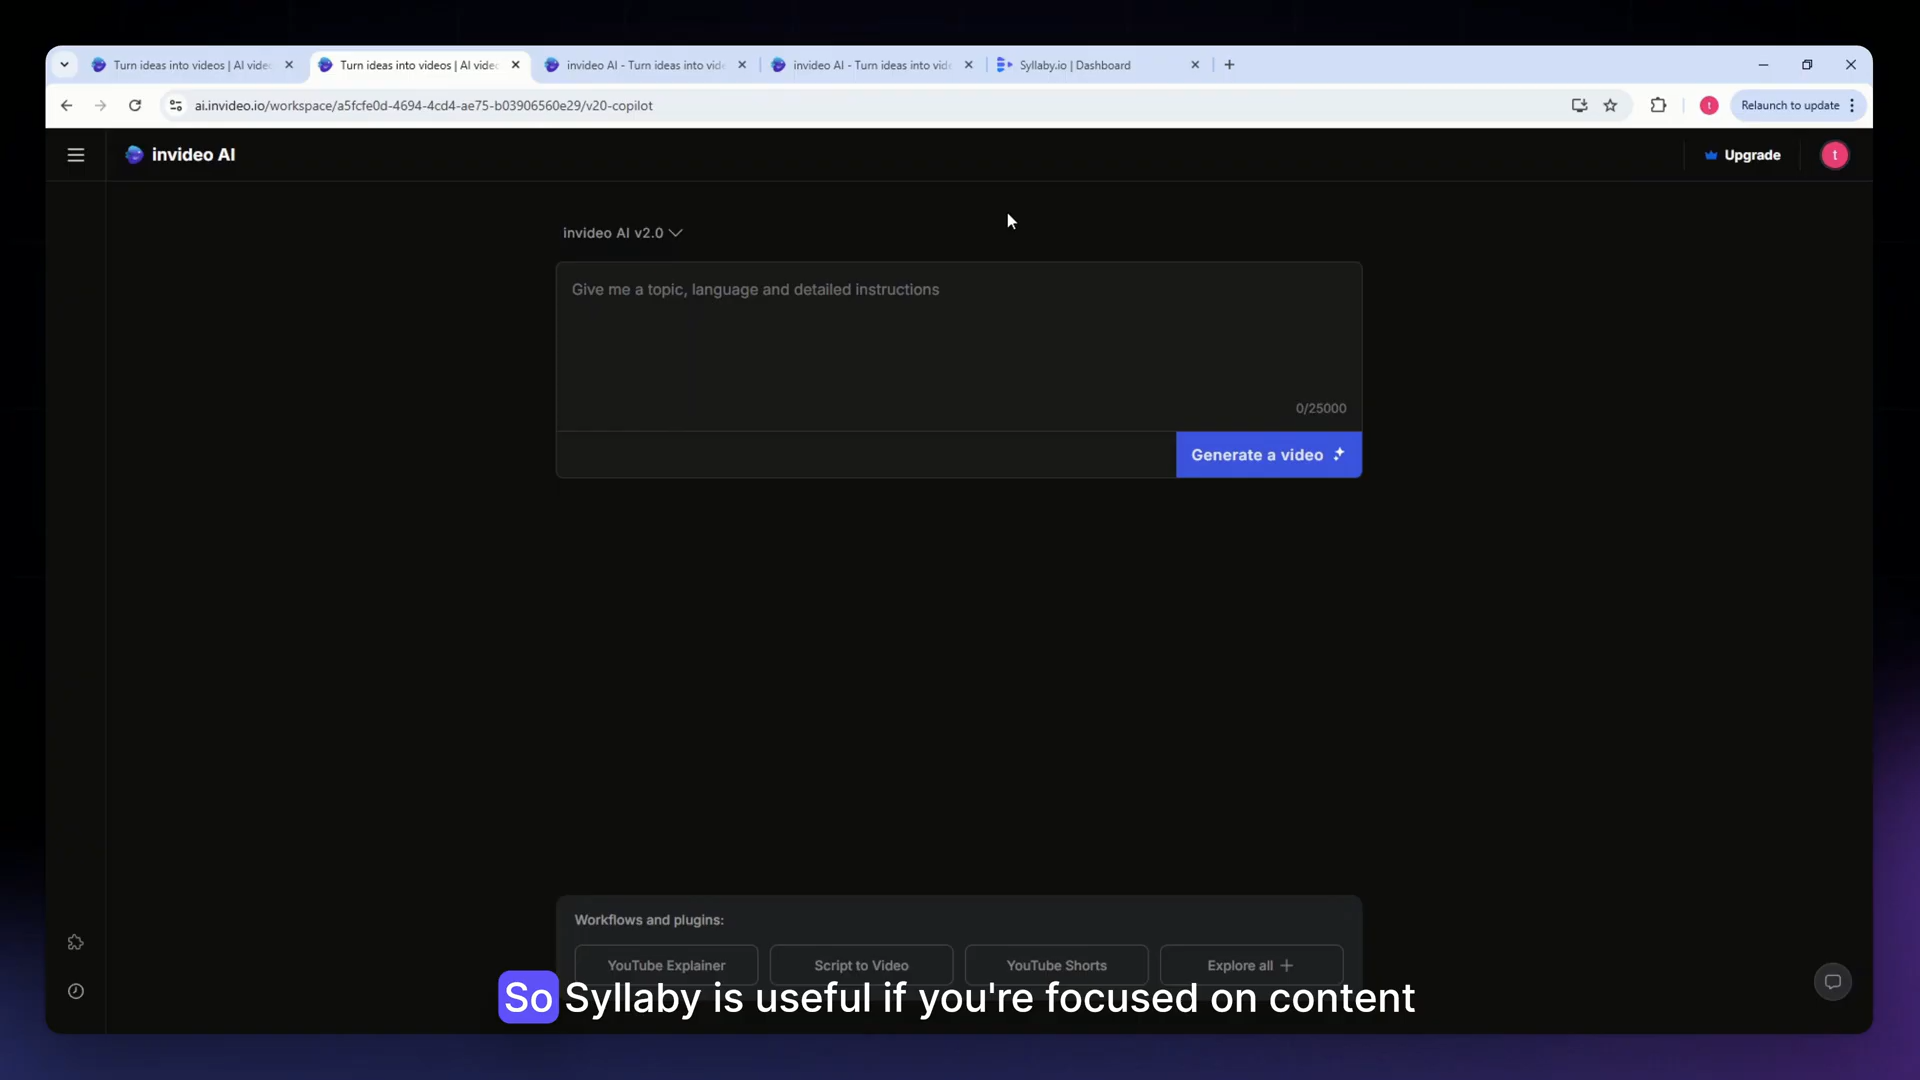 Turn ideas into videos | AI vide
Turn ideas into videos | AI vide
invideo AI - Turn ideas into vid
invideo AI - Turn ideas into vid
Syllaby.io | Dashboard
ai.invideo.io/workspace/a5fcfe0d-4694-4cd4-ae75-b03906560e29/v20-copilot
t
Relaunch to update
invideo AI
Upgrade
t
invideo AI v2.0
Give me a topic, language and detailed instructions
0/25000
Generate a video
Workflows and plugins:
YouTube Explainer
Script to Video
YouTube Shorts
Explore all
So Syllaby is useful if you're focused on content